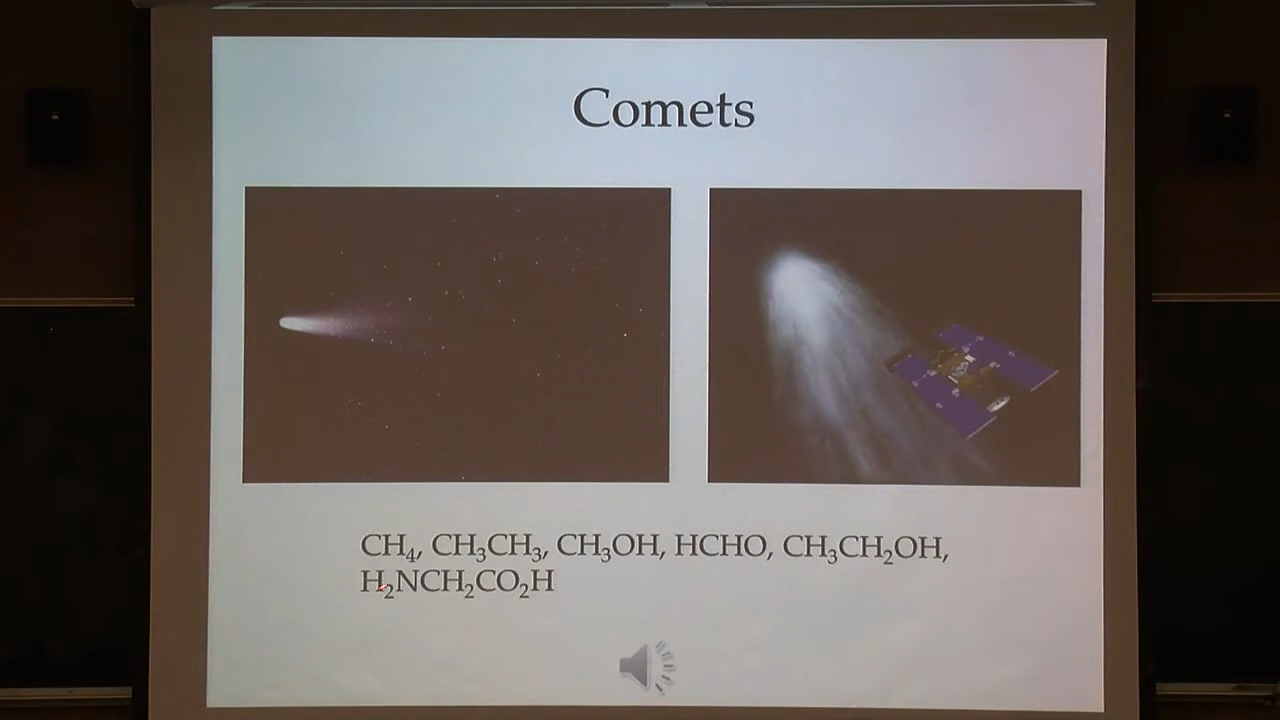 Comets
CH₄, CH₃CH₃, CH₃OH, HCHO, CH₃CH₂OH,
H₂NCH₂CO₂H